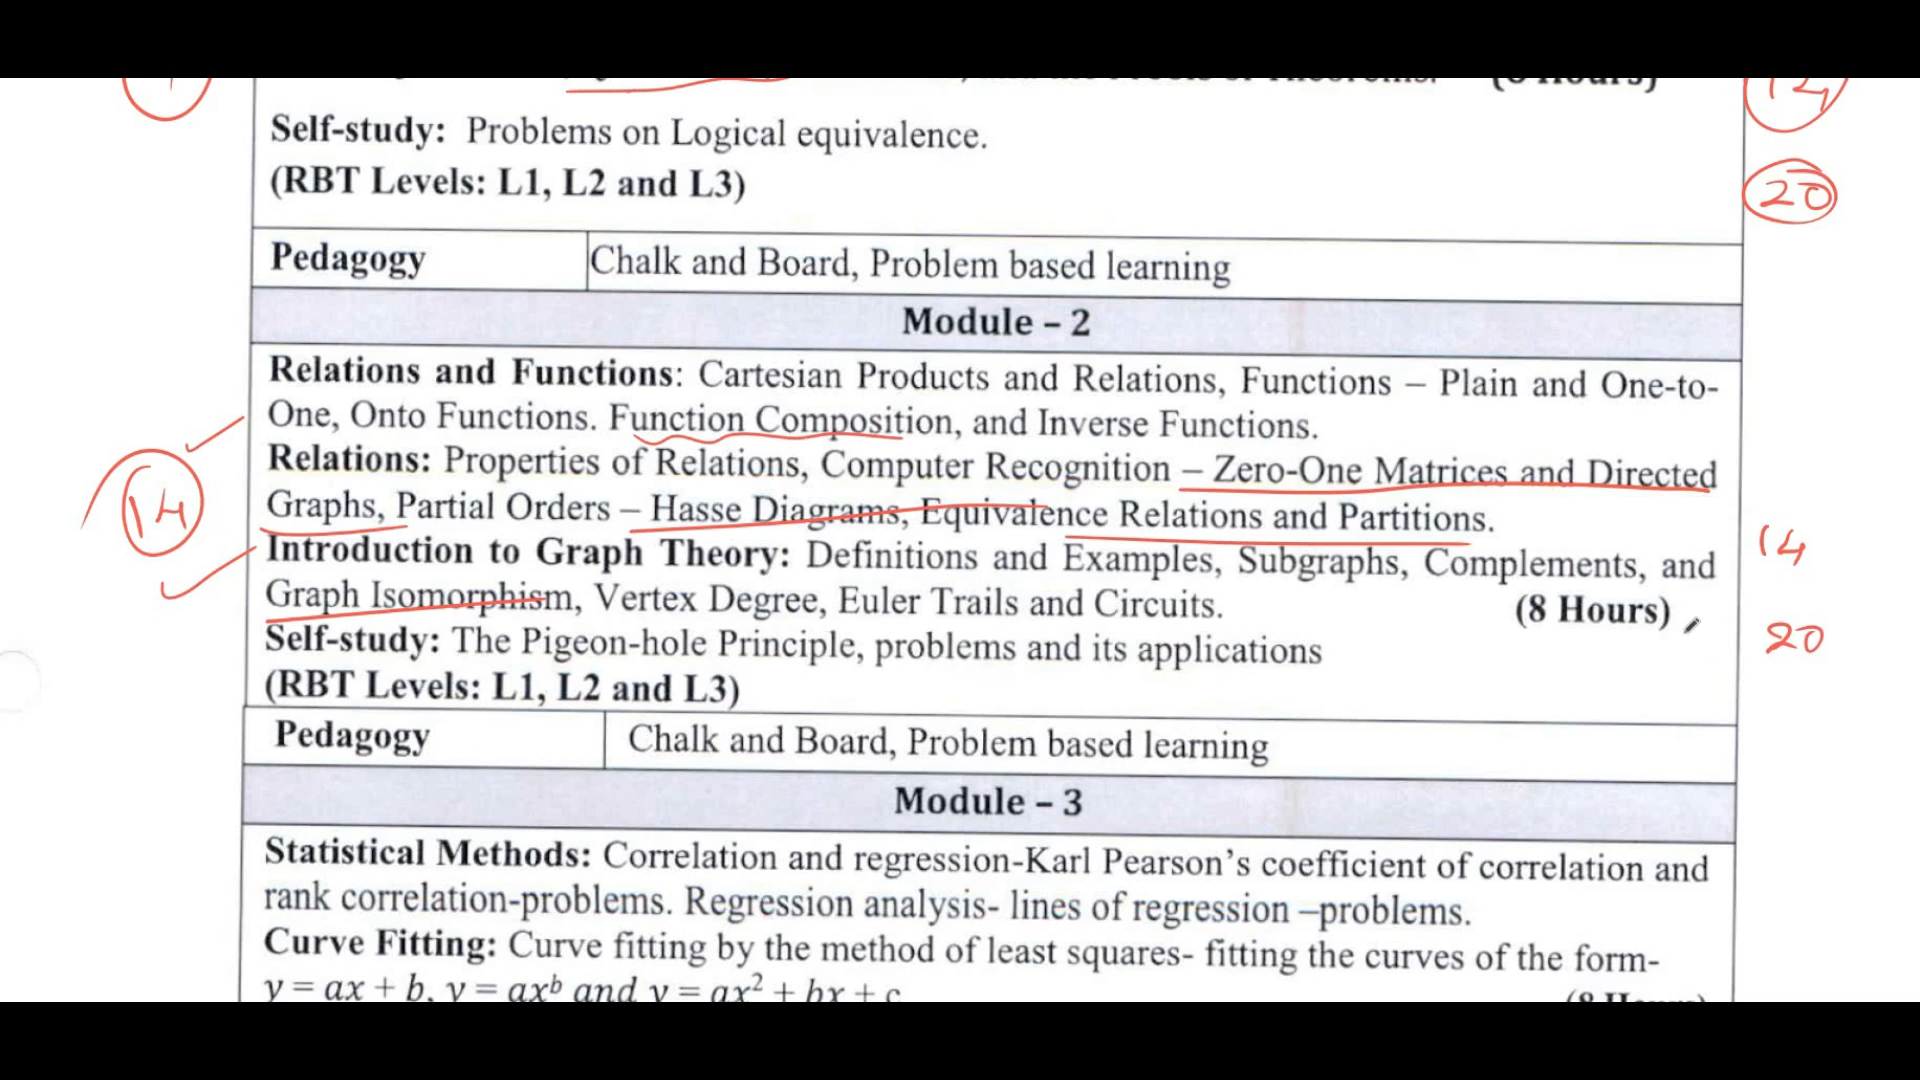 Self-study: Problems on Logical equivalence.
(RBT Levels: L1, L2 and L3)
20
Pedagogy Chalk and Board, Problem based learning
Module – 2
Relations and Functions: Cartesian Products and Relations, Functions – Plain and One-to-
One, Onto Functions. Function Composition, and Inverse Functions.
Relations: Properties of Relations, Computer Recognition – Zero-One Matrices and Directed
14
Graphs, Partial Orders – Hasse Diagrams, Equivalence Relations and Partitions.
14
Introduction to Graph Theory: Definitions and Examples, Subgraphs, Complements, and
Graph Isomorphism, Vertex Degree, Euler Trails and Circuits. (8 Hours)
20
Self-study: The Pigeon-hole Principle, problems and its applications
(RBT Levels: L1, L2 and L3)
Pedagogy Chalk and Board, Problem based learning
Module – 3
Statistical Methods: Correlation and regression-Karl Pearson's coefficient of correlation and
rank correlation-problems. Regression analysis- lines of regression –problems.
Curve Fitting: Curve fitting by the method of least squares- fitting the curves of the form-
y = ax + b, y = ax^b and y = ax² + bx + c